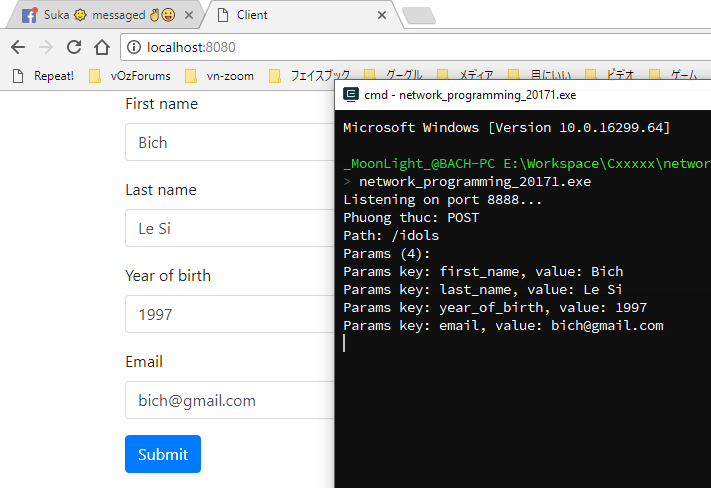 Suka 🌞 messaged ✌😜
Client
localhost:8080
Repeat! vOzForums vn-zoom フェイスブック グーグル メディア 目にいい ビデオ ゲーム
First name
Bich
Last name
Le Si
Year of birth
1997
Email
bich@gmail.com
Submit
cmd - network_programming_20171.exe
Microsoft Windows [Version 10.0.16299.64]
_MoonLight_@BACH-PC E:\Workspace\Cxxxxx\networ
> network_programming_20171.exe
Listening on port 8888...
Phuong thuc: POST
Path: /idols
Params (4):
Params key: first_name, value: Bich
Params key: last_name, value: Le Si
Params key: year_of_birth, value: 1997
Params key: email, value: bich@gmail.com